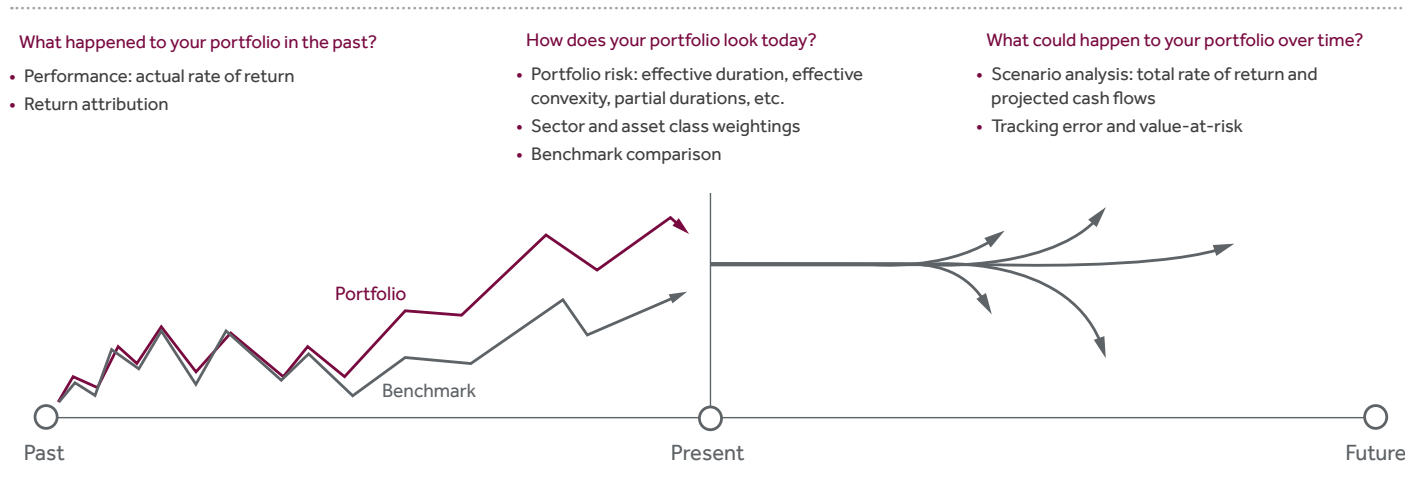 What happened to your portfolio in the past?
• Performance: actual rate of return
• Return attribution
How does your portfolio look today?
• Portfolio risk: effective duration, effective
convexity, partial durations, etc.
• Sector and asset class weightings
• Benchmark comparison
What could happen to your portfolio over time?
• Scenario analysis: total rate of return and
projected cash flows
• Tracking error and value-at-risk
Portfolio
Benchmark
Past
Present
Future